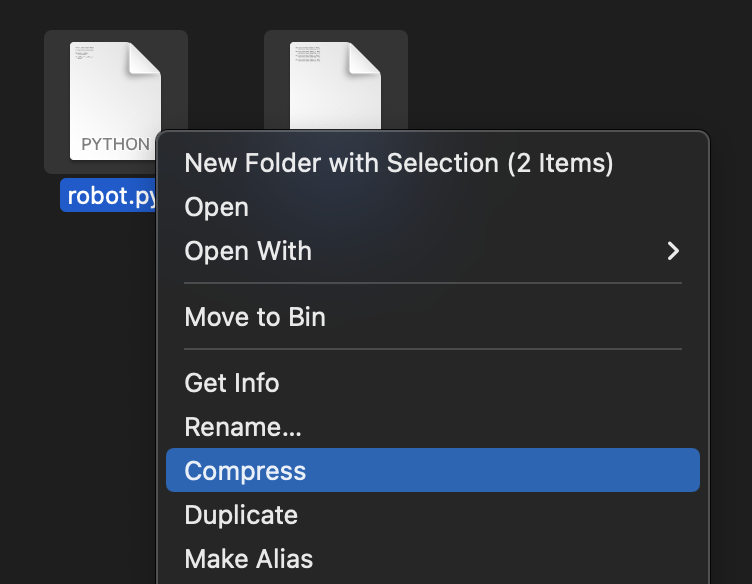 PYTHON
robot.py
New Folder with Selection (2 Items)
Open
Open With
Move to Bin
Get Info
Rename...
Compress
Duplicate
Make Alias